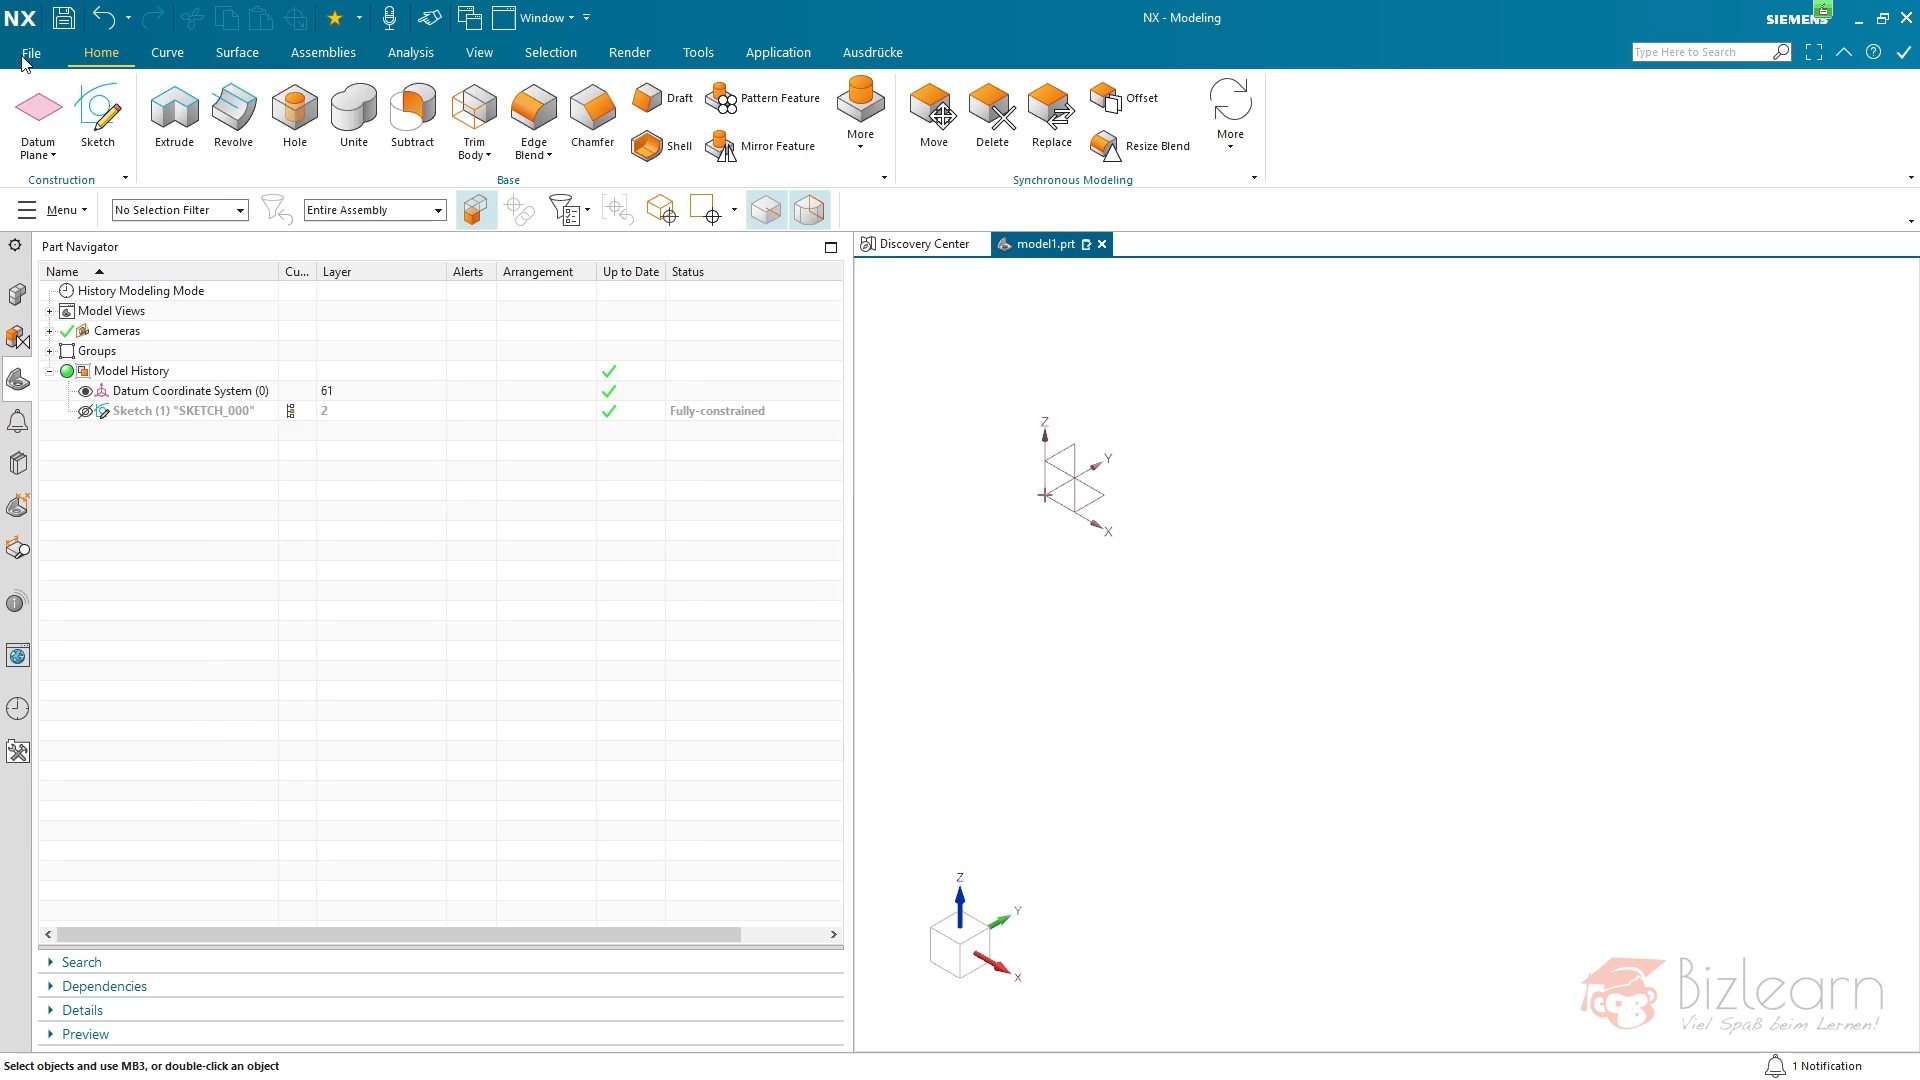 NX
Window
NX - Modeling
SIEMENS
File
Home
Curve
Surface
Assemblies
Analysis
View
Selection
Render
Tools
Application
Ausdrücke
Type Here to Search
Datum Plane
Sketch
Extrude
Revolve
Hole
Unite
Subtract
Trim Body
Edge Blend
Chamfer
Draft
Shell
Pattern Feature
Mirror Feature
More
Move
Delete
Replace
Offset
Resize Blend
More
Construction
Base
Synchronous Modeling
Menu
No Selection Filter
Entire Assembly
Part Navigator
Discovery Center
model1.prt
Name
Cu...
Layer
Alerts
Arrangement
Up to Date
Status
History Modeling Mode
Model Views
Cameras
Groups
Model History
Datum Coordinate System (0)
61
Sketch (1) "SKETCH_000"
2
Fully-constrained
Z
Y
X
Z
Y
X
Search
Dependencies
Details
Preview
Bizlearn
Viel Spaß beim Lernen!
Select objects and use MB3, or double-click an object
1 Notification